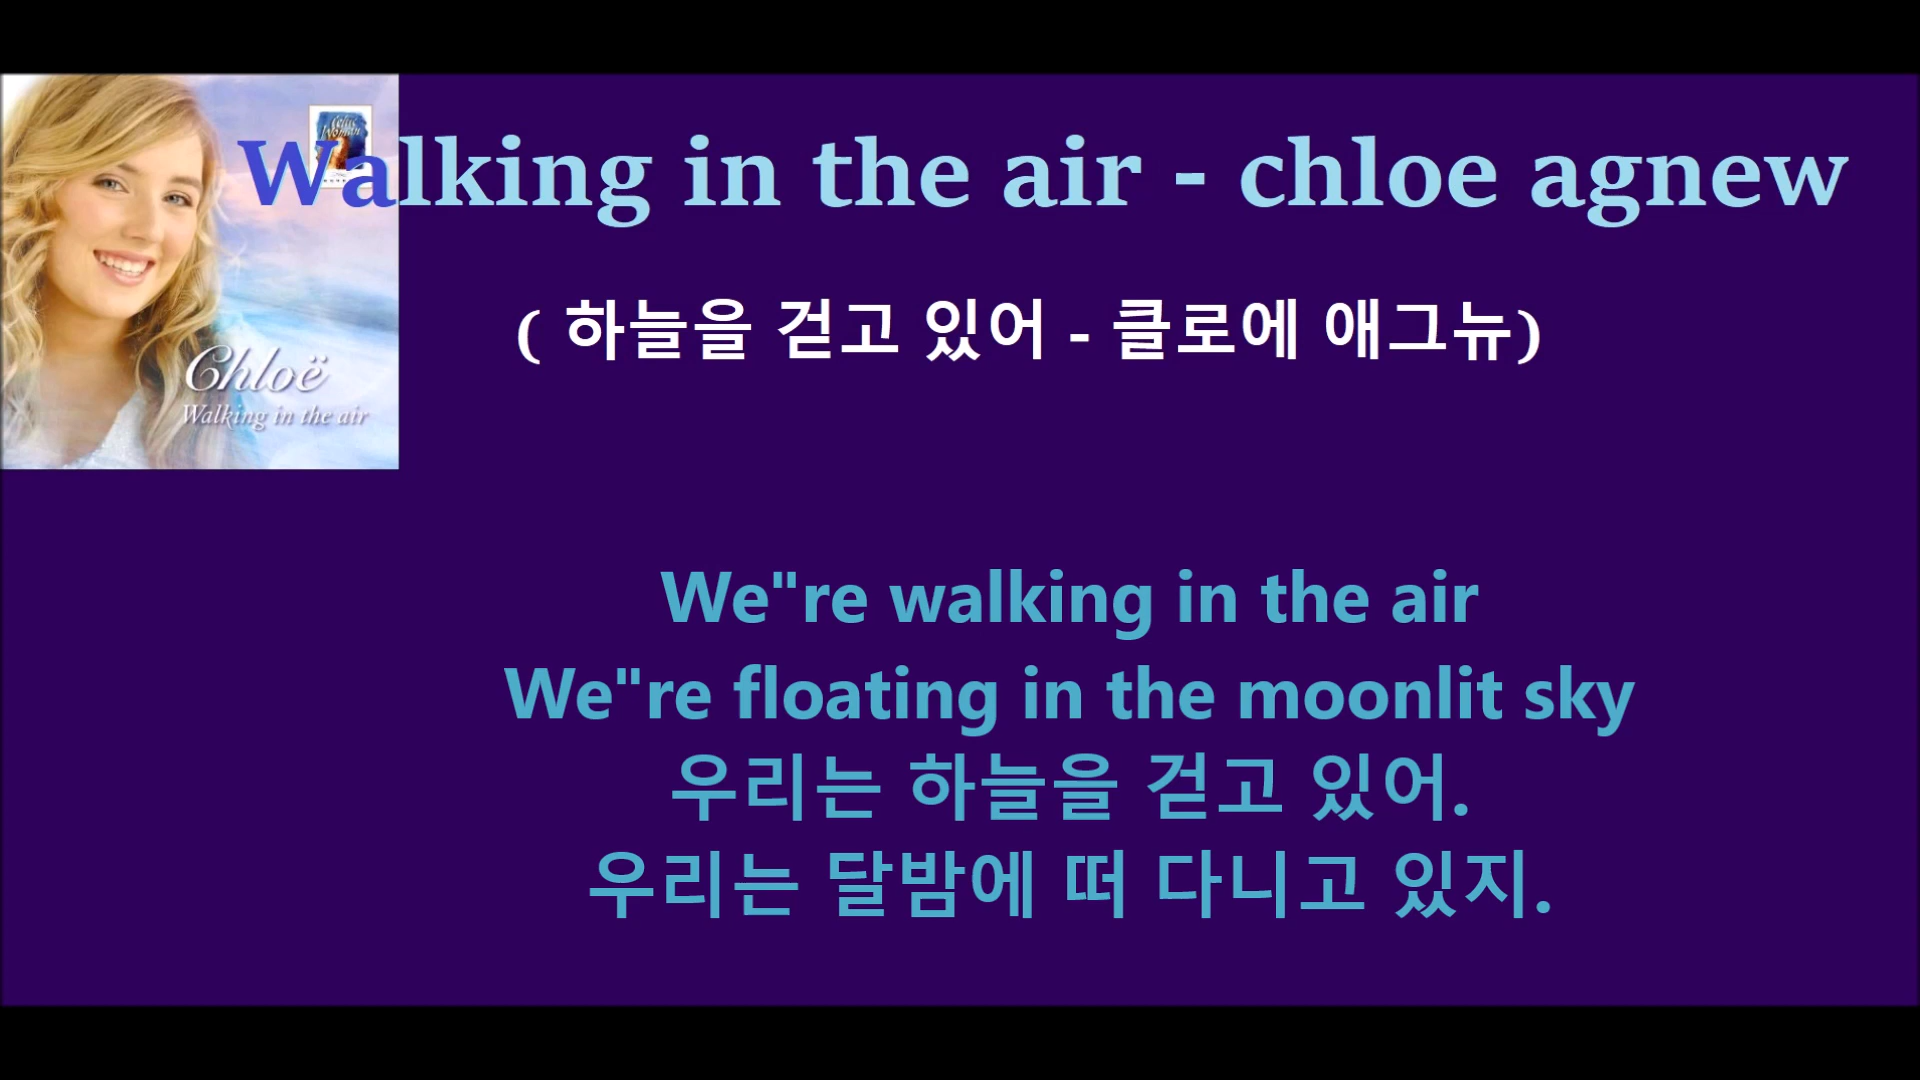 Walking in the air - chloe agnew
( 하늘을 걷고 있어 - 클로에 애그뉴)
Chloë
Walking in the air
We"re walking in the air
We"re floating in the moonlit sky
우리는 하늘을 걷고 있어.
우리는 달밤에 떠 다니고 있지.